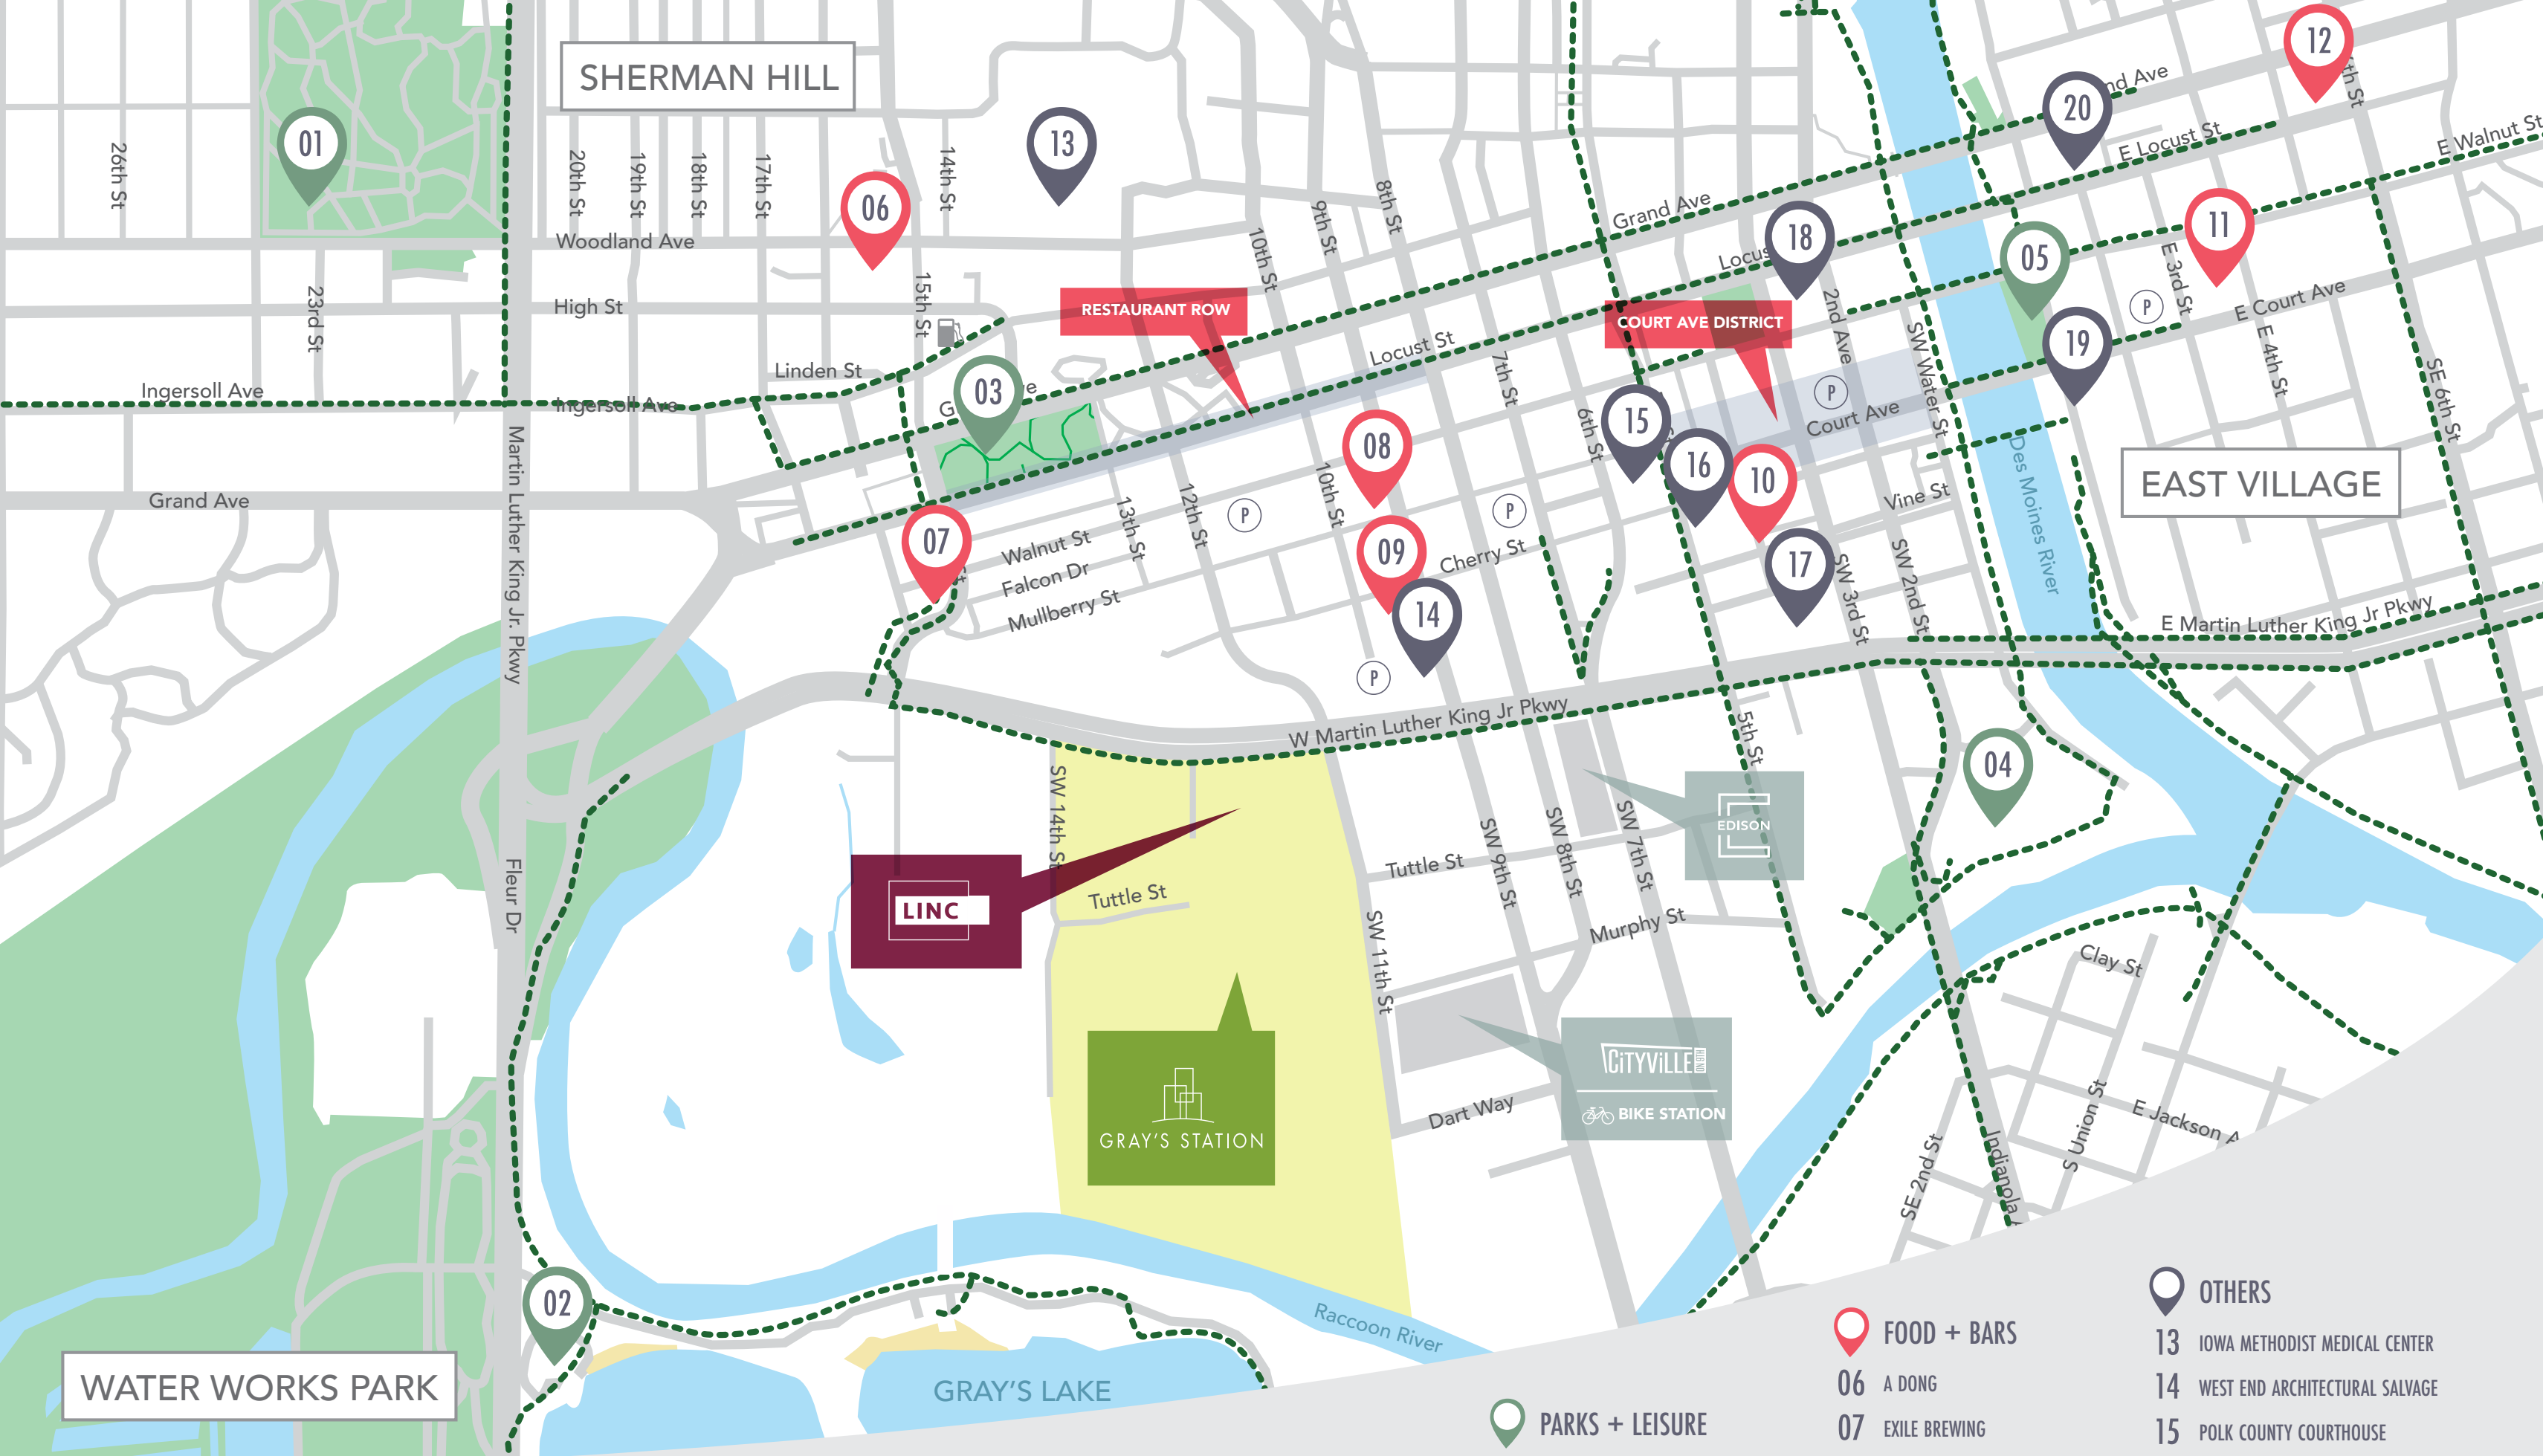 SHERMAN HILL
01
13
06
12
20
18
11
05
19
03
15
16
10
08
07
09
14
17
04
02
26th St
20th St
19th St
18th St
17th St
14th St
Woodland Ave
High St
23rd St
15th St
Linden St
Ingersoll Ave
Ingersoll Ave
Grand Ave
Martin Luther King Jr. Pkwy
Fleur Dr
10th St
9th St
8th St
Grand Ave
nd Ave
E Locust St
E Walnut St
E 3rd St
E Court Ave
E 4th St
SE 6th St
RESTAURANT ROW
COURT AVE DISTRICT
Locust St
7th St
6th St
2nd Ave
SW Water St
Court Ave
P
P
P
P
P
Vine St
Des Moines River
EAST VILLAGE
Walnut St
Falcon Dr
Mullberry St
13th St
12th St
10th St
Cherry St
SW 3rd St
SW 2nd St
E Martin Luther King Jr Pkwy
W Martin Luther King Jr Pkwy
5th St
SW 14th St
LINC
Tuttle St
Tuttle St
EDISON
SW 9th St
SW 8th St
SW 7th St
Murphy St
SW 11th St
GRAY'S STATION
CITYVILLE
BIKE STATION
Dart Way
Clay St
S Union St
E Jackson A
SE 2nd St
Indianola
Raccoon River
WATER WORKS PARK
GRAY'S LAKE
PARKS + LEISURE
FOOD + BARS
06 A DONG
07 EXILE BREWING
OTHERS
13 IOWA METHODIST MEDICAL CENTER
14 WEST END ARCHITECTURAL SALVAGE
15 POLK COUNTY COURTHOUSE